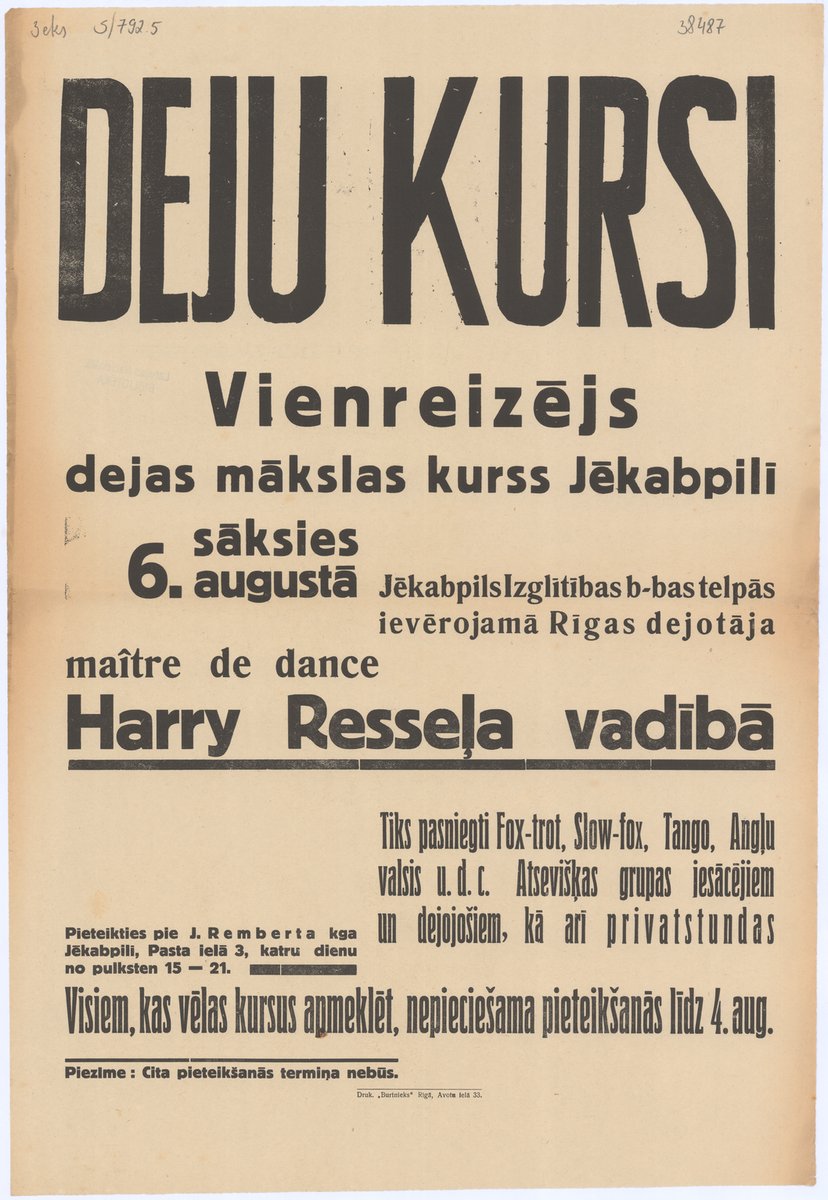 3 eks S/792.5 38487
DEJU KURSI
Vienreizējs
dejas mākslas kurss Jēkabpilī
6. sāksies
augustā
Jēkabpils Izglītības b-bas telpās
ievērojamā Rīgas dejotāja
maître de dance
Harry Resseļa vadībā
Tiks pasniegti Fox-trot, Slow-fox, Tango, Angļu
valsis u. d. c. Atsevišķas grupas iesācējiem
un dejojošiem, kā arī privatstundas
Pieteikties pie J. Remberta kga
Jēkabpilī, Pasta ielā 3, katru dienu
no pulksten 15 — 21.
Visiem, kas vēlas kursus apmeklēt, nepieciešama pieteikšanās līdz 4. aug.
Piezīme: Cita pieteikšanās termiņa nebūs.
Druk. „Burtnieks" Rīgā, Avotu ielā 33.